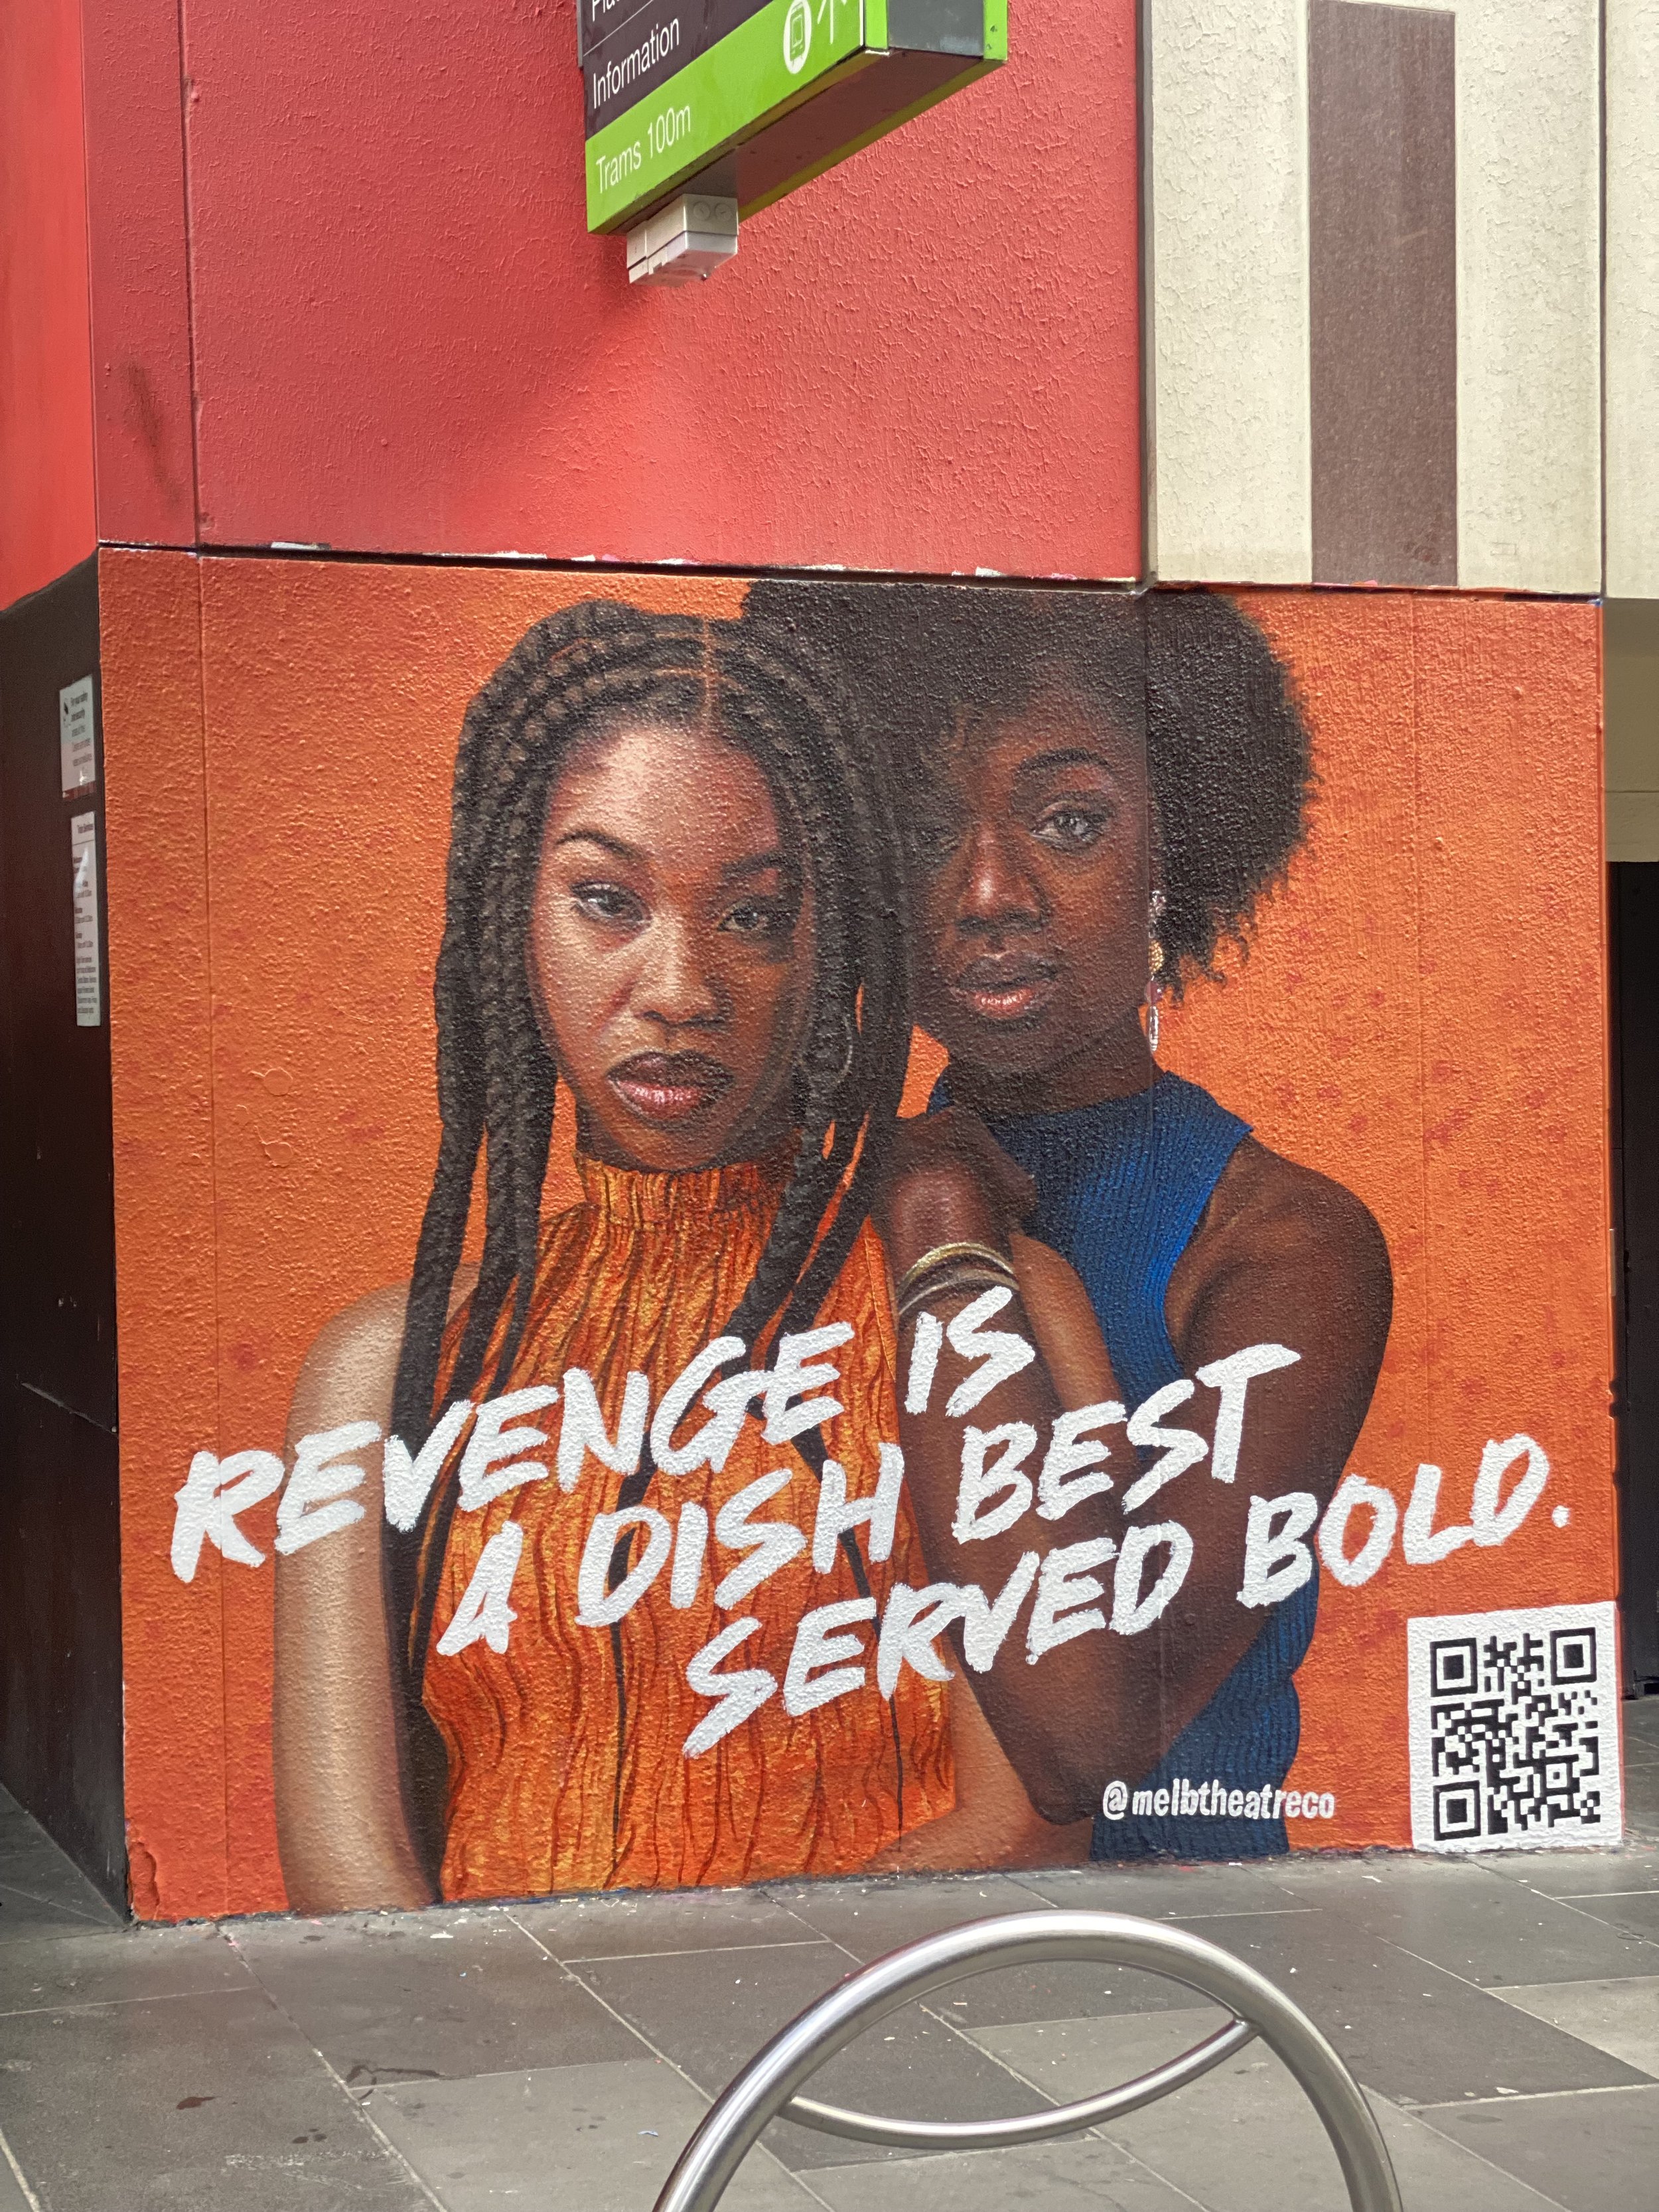 Information
Trams 100m
REVENGE IS
A DISH BEST
SERVED BOLD.
@melbtheatreco